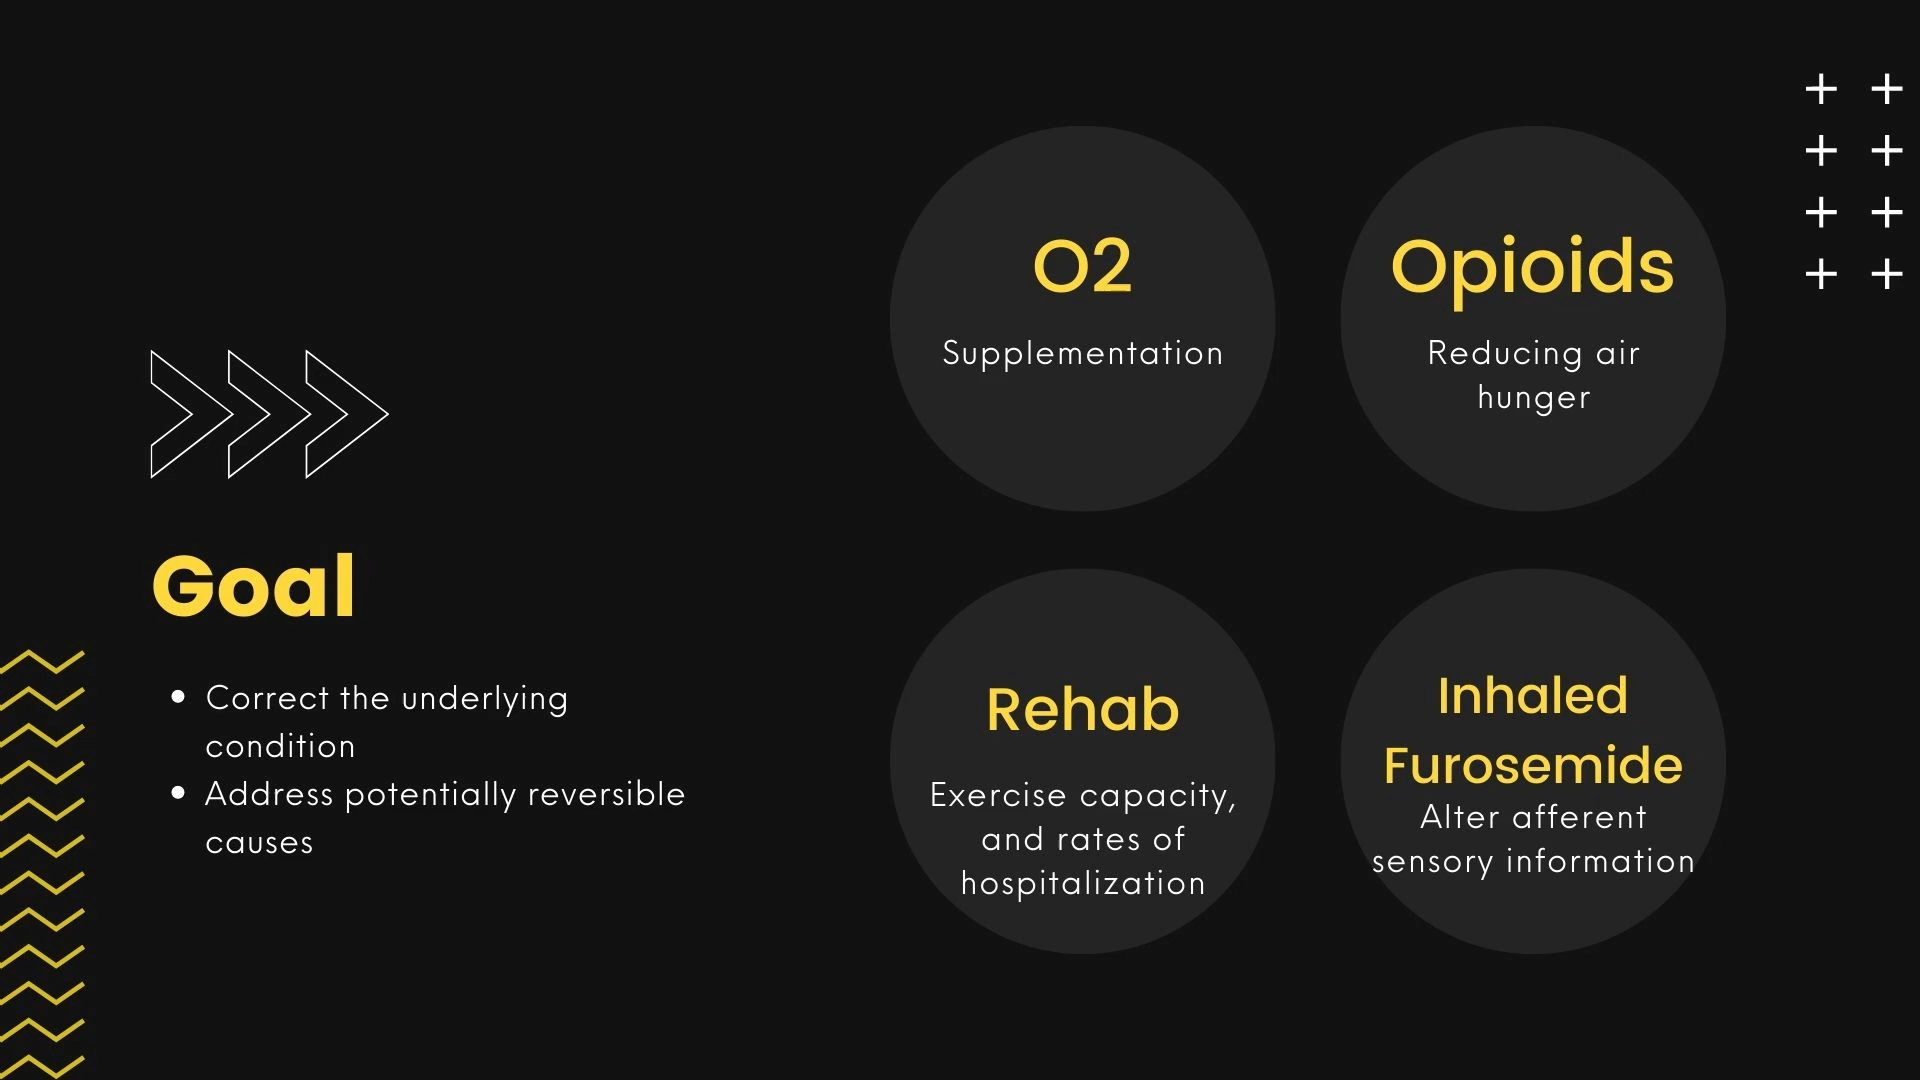 Goal
• Correct the underlying
condition
• Address potentially reversible
causes
O2
Supplementation
Opioids
Reducing air
hunger
Rehab
Exercise capacity,
and rates of
hospitalization
Inhaled
Furosemide
Alter afferent
sensory information